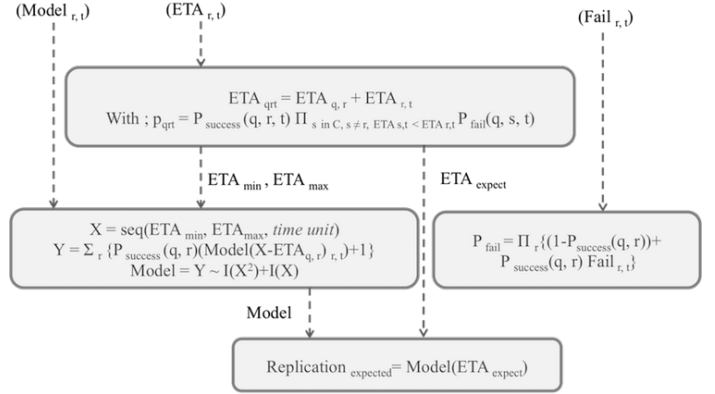 (Model r, t) (ETA r, t) (Fail r, t)
ETA qrt = ETA q, r + ETA r, t
With ; pqrt = P success (q, r, t) Π s in C, s ≠ r, ETA s,t < ETA r,t P fail(q, s, t)
ETA min , ETA max
ETA expect
X = seq(ETA min, ETAmax, time unit)
Y = Σ r {P success (q, r)(Model(X-ETAq, r) r, t)+1}
Model = Y ~ I(X²)+I(X)
P fail = Π r{(1-Psuccess(q, r))+
P success(q, r) Fail r, t}
Model
Replication expected= Model(ETA expect)